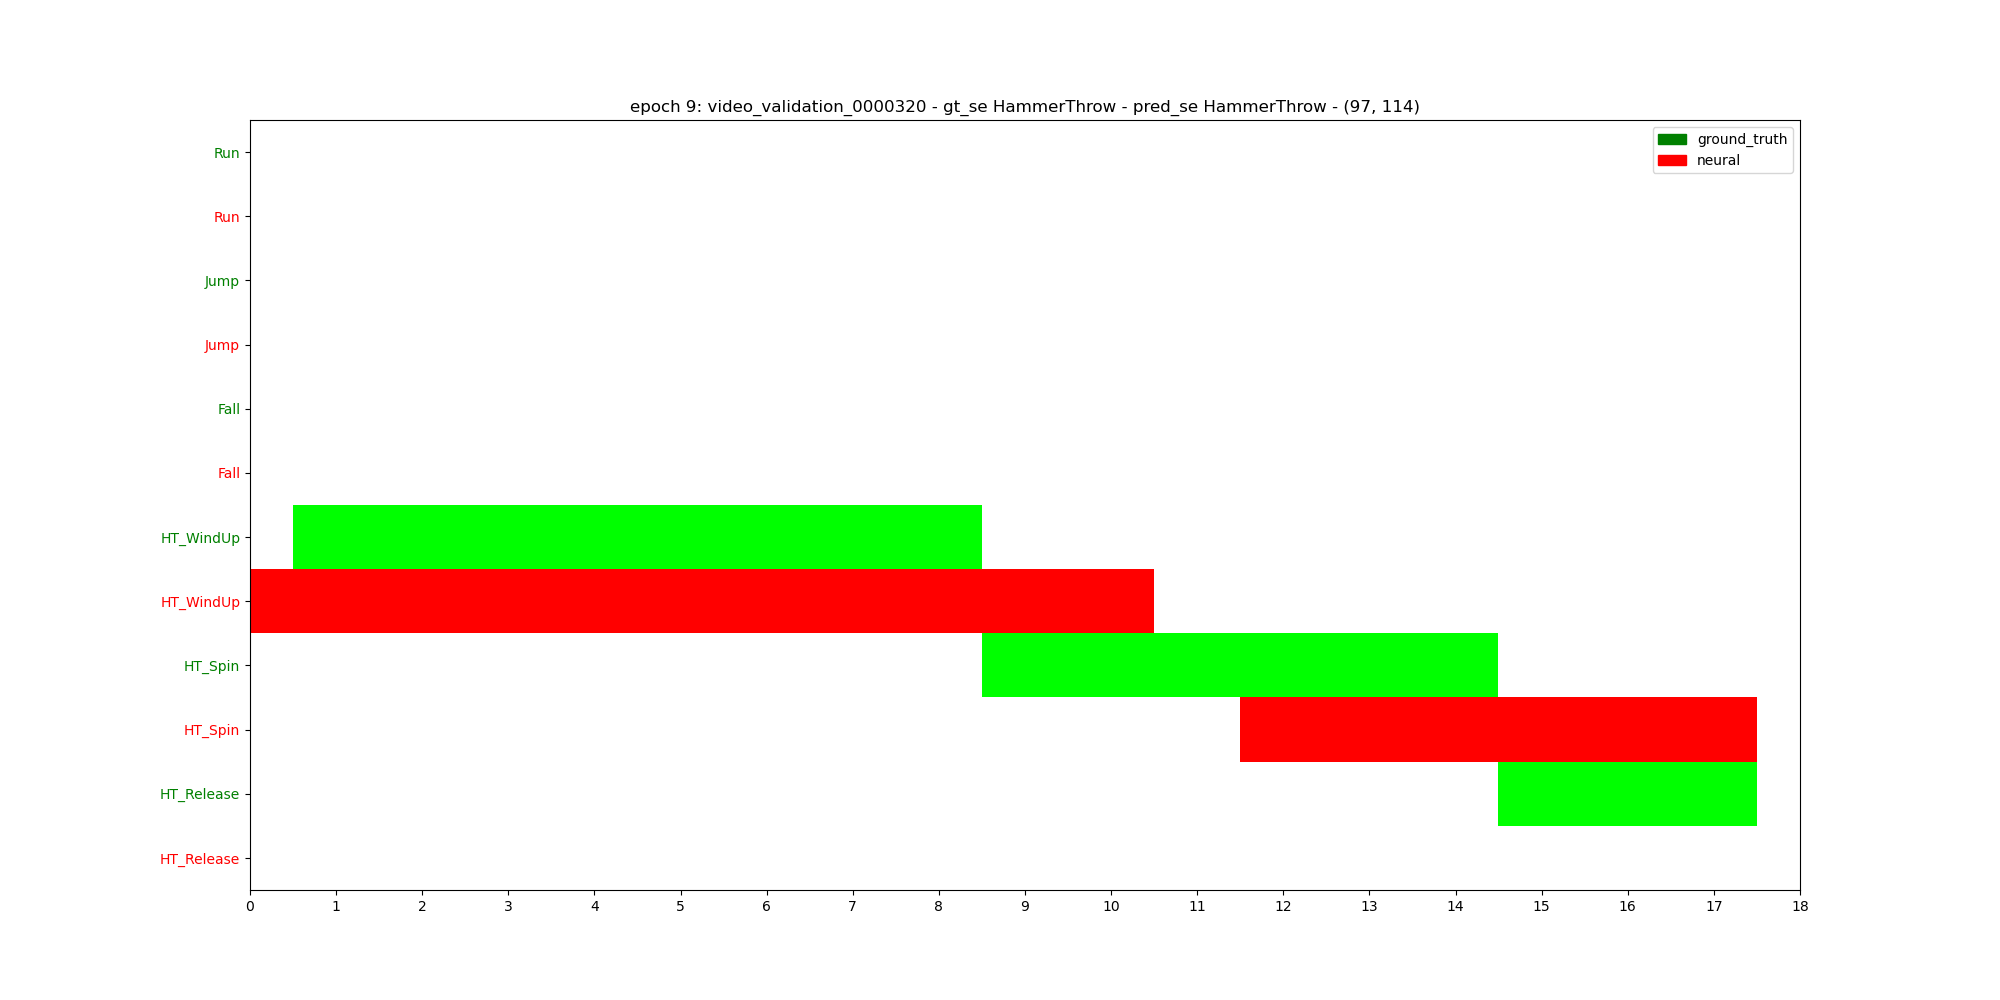 epoch 9: video_validation_0000320 - gt_se HammerThrow - pred_se HammerThrow - (97, 114)
ground_truth
neural
Run
Run
Jump
Jump
Fall
Fall
HT_WindUp
HT_WindUp
HT_Spin
HT_Spin
HT_Release
HT_Release
0 1 2 3 4 5 6 7 8 9 10 11 12 13 14 15 16 17 18